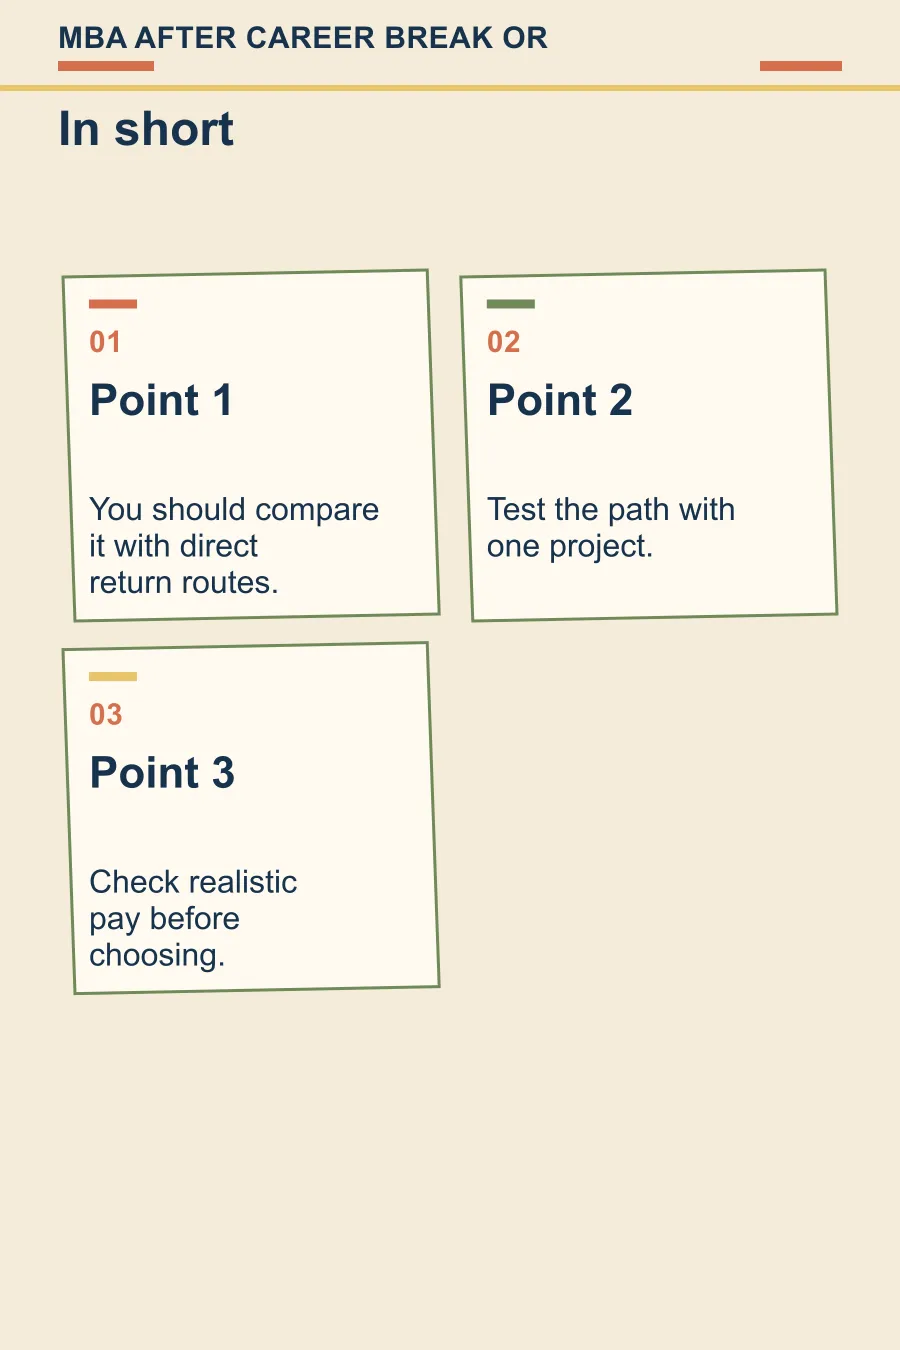 MBA AFTER CAREER BREAK OR
In short
01
Point 1
You should compare
it with direct
return routes.
02
Point 2
Test the path with
one project.
03
Point 3
Check realistic
pay before
choosing.